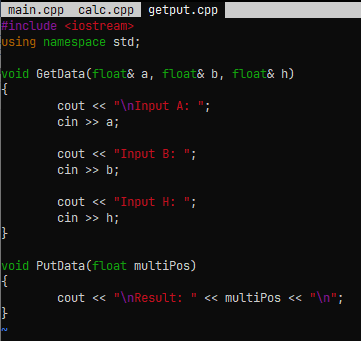 main.cpp calc.cpp getput.cpp
#include <iostream>
using namespace std;
void GetData(float& a, float& b, float& h)
{
cout << "\nInput A: ";
cin >> a;
cout << "Input B: ";
cin >> b;
cout << "Input H: ";
cin >> h;
}
void PutData(float multiPos)
{
cout << "\nResult: " << multiPos << "\n";
}
~